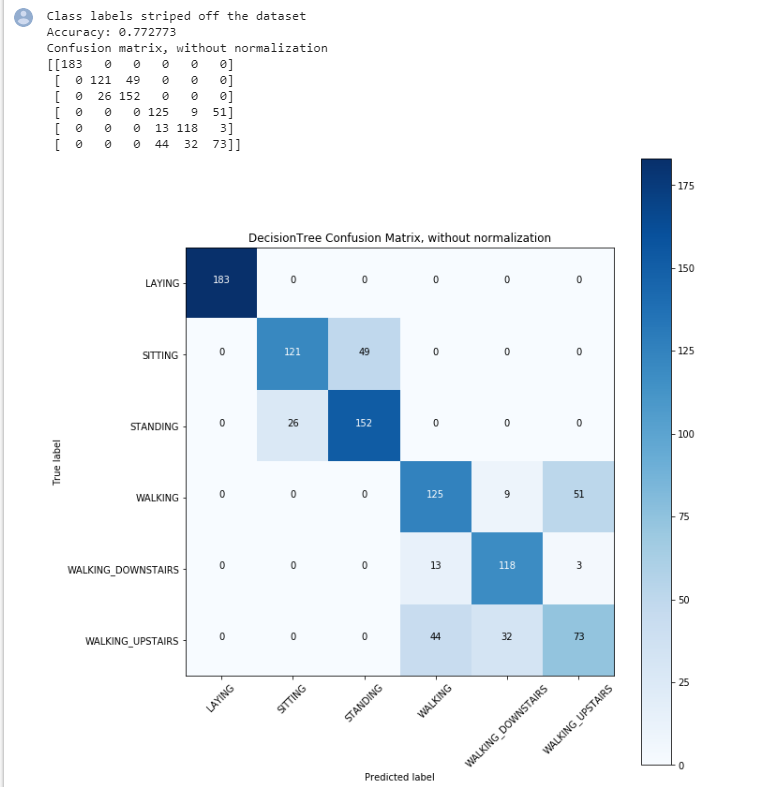 Class labels striped off the dataset
Accuracy: 0.772773
Confusion matrix, without normalization
[[183   0   0   0   0   0]
 [  0 121  49   0   0   0]
 [  0  26 152   0   0   0]
 [  0   0   0 125   9  51]
 [  0   0   0  13 118   3]
 [  0   0   0  44  32  73]]
DecisionTree Confusion Matrix, without normalization
LAYING 183 0 0 0 0 0
SITTING 0 121 49 0 0 0
STANDING 0 26 152 0 0 0
WALKING 0 0 0 125 9 51
WALKING_DOWNSTAIRS 0 0 0 13 118 3
WALKING_UPSTAIRS 0 0 0 44 32 73
True label
LAYING SITTING STANDING WALKING WALKING_DOWNSTAIRS WALKING_UPSTAIRS
Predicted label
175
150
125
100
75
50
25
0